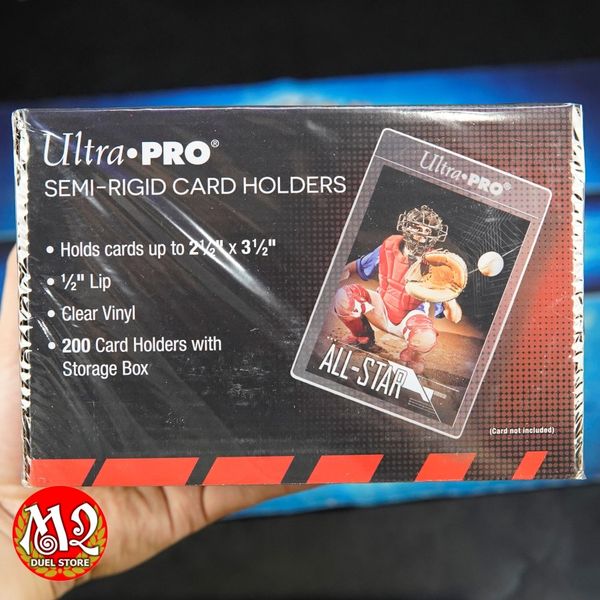 Ultra•PRO®
SEMI-RIGID CARD HOLDERS
• Holds cards up to 2½" x 3½"
• ½" Lip
• Clear Vinyl
• 200 Card Holders with
Storage Box
Ultra•PRO®
ALL-STAR
(Card not included)
MQ
DUEL STORE